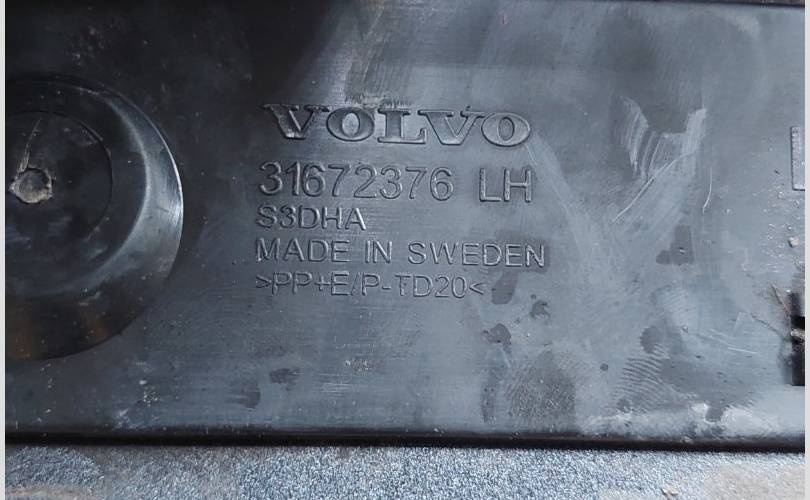 VOLVO
31672376 LH
S3DHA
MADE IN SWEDEN
>PP+E/P-TD20<